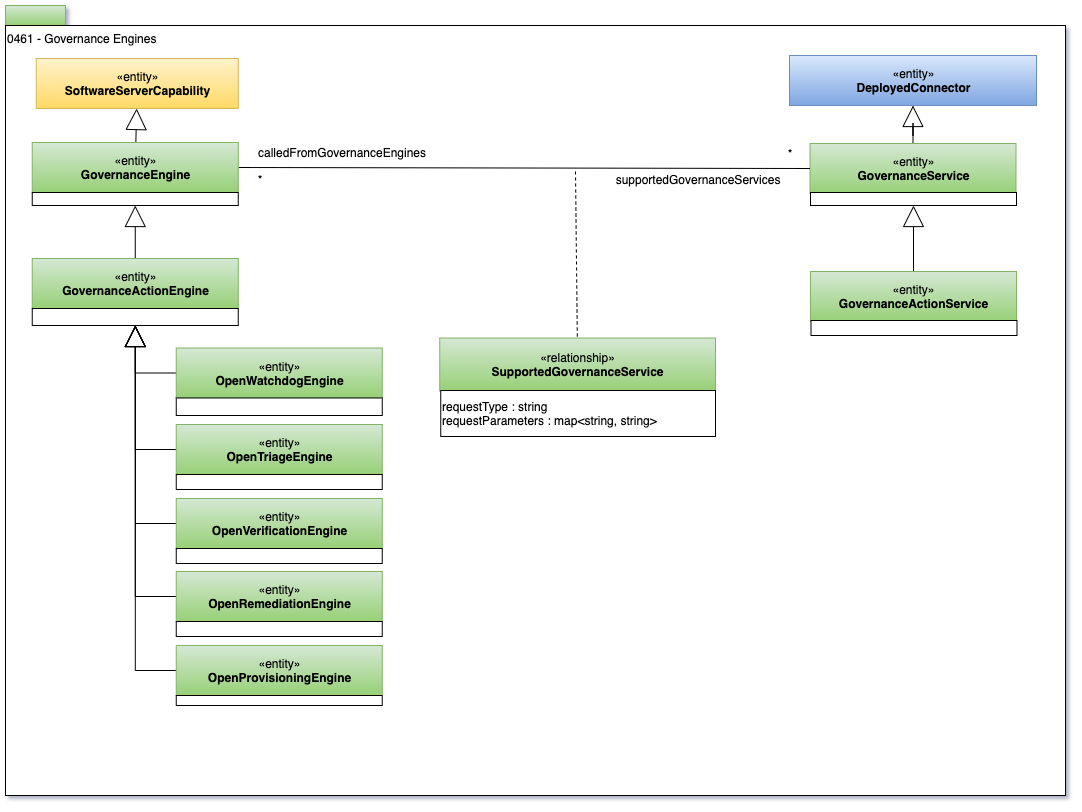 0461 - Governance Engines
«entity»
SoftwareServerCapability
«entity»
DeployedConnector
«entity»
GovernanceEngine
calledFromGovernanceEngines
*
*
supportedGovernanceServices
«entity»
GovernanceService
«entity»
GovernanceActionEngine
«entity»
GovernanceActionService
«relationship»
SupportedGovernanceService
requestType : string
requestParameters : map<string, string>
«entity»
OpenWatchdogEngine
«entity»
OpenTriageEngine
«entity»
OpenVerificationEngine
«entity»
OpenRemediationEngine
«entity»
OpenProvisioningEngine